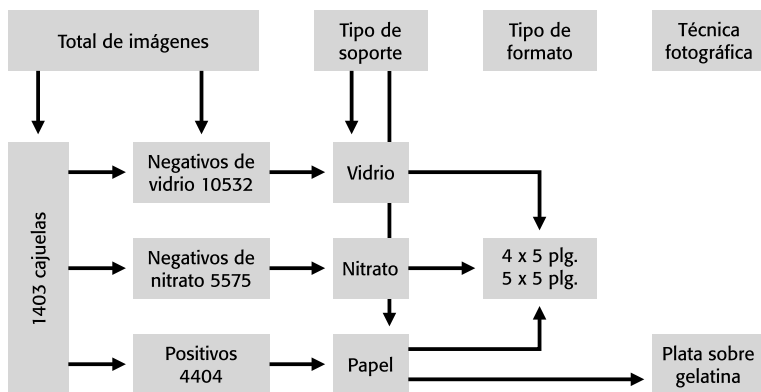 Total de imágenes
Tipo de
soporte
Tipo de
formato
Técnica
fotográfica
1403 cajuelas
Negativos de
vidrio 10532
Vidrio
Negativos de
nitrato 5575
Nitrato
4 x 5 plg.
5 x 5 plg.
Positivos
4404
Papel
Plata sobre
gelatina